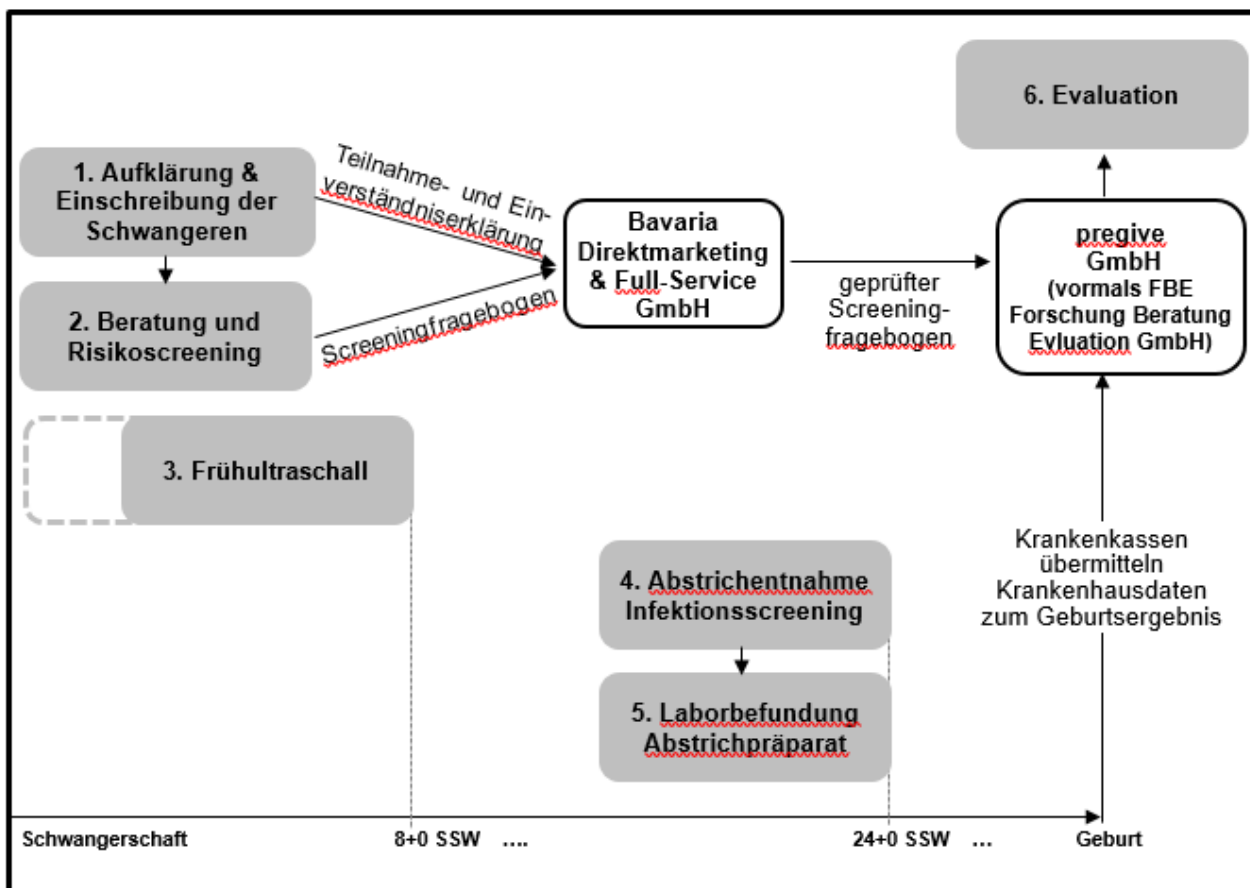 6. Evaluation
1. Aufklärung &
Einschreibung der
Schwangeren
Teilnahme- und Ein-
verständniserklärung
Bavaria
Direktmarketing
& Full-Service
GmbH
pregive
GmbH
(vormals FBE
Forschung Beratung
Evluation GmbH)
2. Beratung und
Risikoscreening
Screeningfragebogen
geprüfter
Screening-
fragebogen
3. Frühultraschall
4. Abstrichentnahme
Infektionsscreening
Krankenkassen
übermitteln
Krankenhausdaten
zum Geburtsergebnis
5. Laborbefundung
Abstrichpräparat
Schwangerschaft 8+0 SSW .... 24+0 SSW ... Geburt